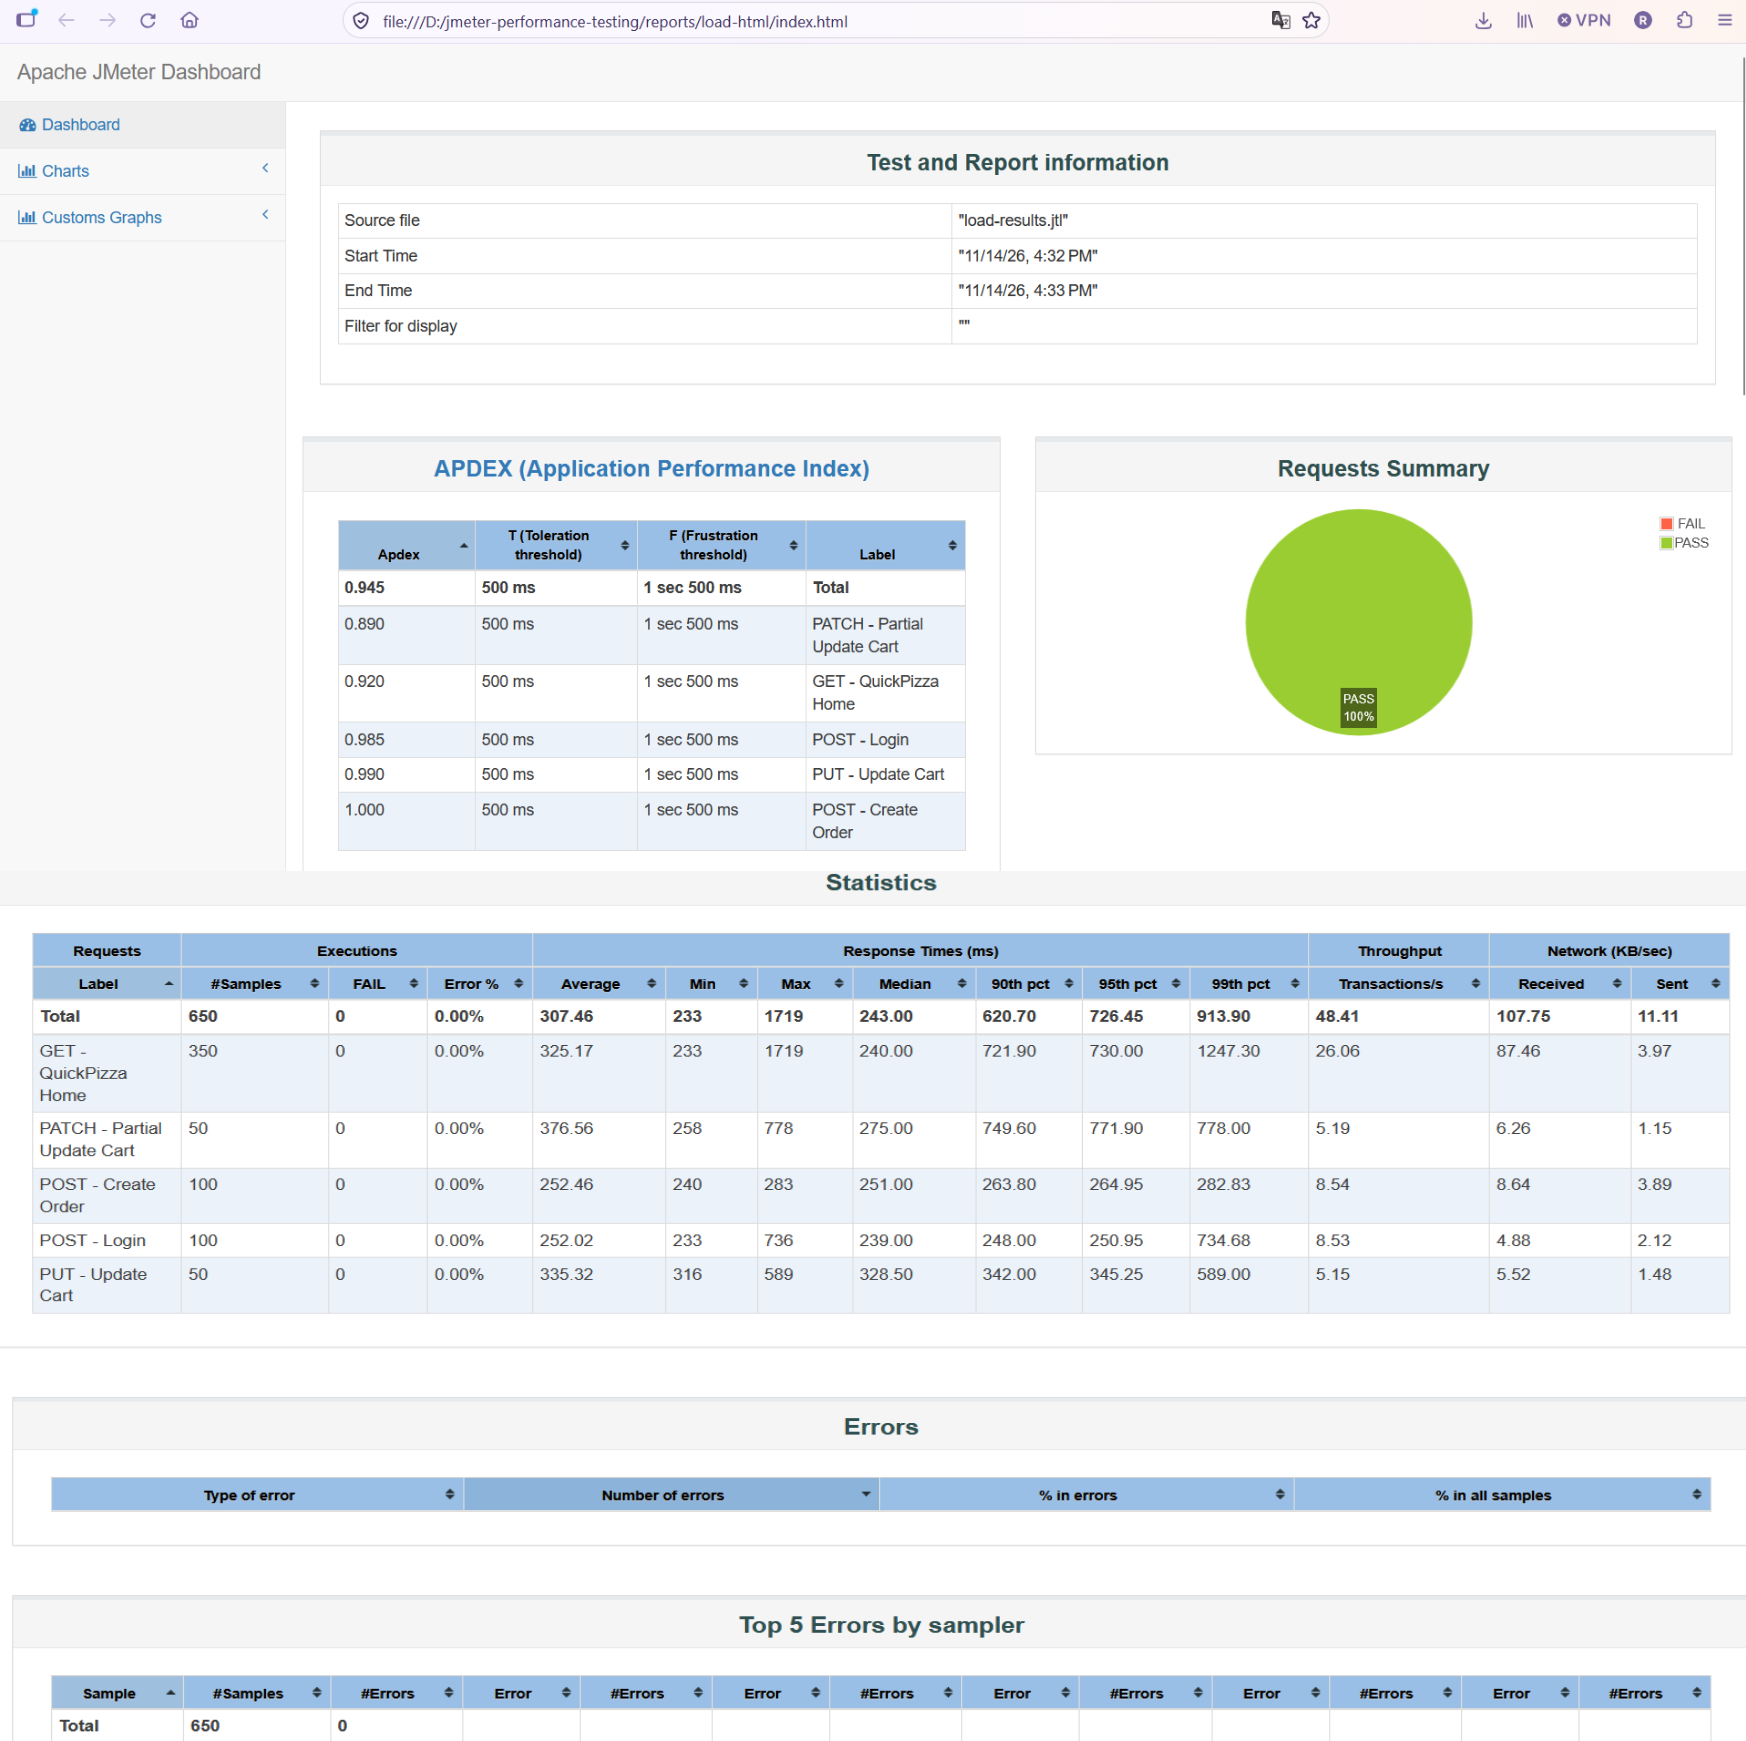 file:///D:/jmeter-performance-testing/reports/load-html/index.html
VPN
R
Apache JMeter Dashboard
Dashboard
Charts
Customs Graphs
Test and Report information
Source file "load-results.jtl"
Start Time "11/14/26, 4:32 PM"
End Time "11/14/26, 4:33 PM"
Filter for display ""
APDEX (Application Performance Index)
Apdex T (Toleration threshold) F (Frustration threshold) Label
0.945 500 ms 1 sec 500 ms Total
0.890 500 ms 1 sec 500 ms PATCH - Partial Update Cart
0.920 500 ms 1 sec 500 ms GET - QuickPizza Home
0.985 500 ms 1 sec 500 ms POST - Login
0.990 500 ms 1 sec 500 ms PUT - Update Cart
1.000 500 ms 1 sec 500 ms POST - Create Order
Requests Summary
FAIL
PASS
PASS
100%
Statistics
Requests Executions Response Times (ms) Throughput Network (KB/sec)
Label #Samples FAIL Error % Average Min Max Median 90th pct 95th pct 99th pct Transactions/s Received Sent
Total 650 0 0.00% 307.46 233 1719 243.00 620.70 726.45 913.90 48.41 107.75 11.11
GET - QuickPizza Home 350 0 0.00% 325.17 233 1719 240.00 721.90 730.00 1247.30 26.06 87.46 3.97
PATCH - Partial Update Cart 50 0 0.00% 376.56 258 778 275.00 749.60 771.90 778.00 5.19 6.26 1.15
POST - Create Order 100 0 0.00% 252.46 240 283 251.00 263.80 264.95 282.83 8.54 8.64 3.89
POST - Login 100 0 0.00% 252.02 233 736 239.00 248.00 250.95 734.68 8.53 4.88 2.12
PUT - Update Cart 50 0 0.00% 335.32 316 589 328.50 342.00 345.25 589.00 5.15 5.52 1.48
Errors
Type of error Number of errors % in errors % in all samples
Top 5 Errors by sampler
Sample #Samples #Errors Error #Errors Error #Errors Error #Errors Error #Errors Error #Errors
Total 650 0